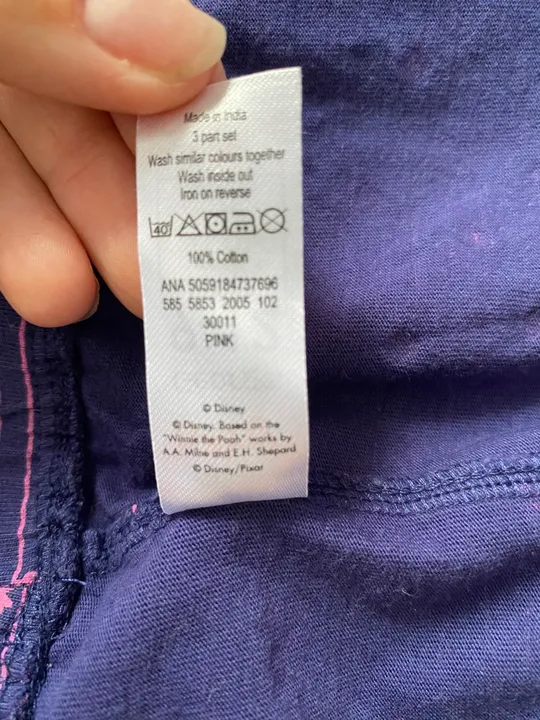 Made in India
3 part set
Wash similar colours together
Wash inside out
Iron on reverse
40°
100% Cotton
ANA 5059184737696
585 5853 2005 102
30011
PINK
© Disney
© Disney. Based on the
"Winnie the Pooh" works by
A.A. Milne and E.H. Shepard
© Disney/Pixar